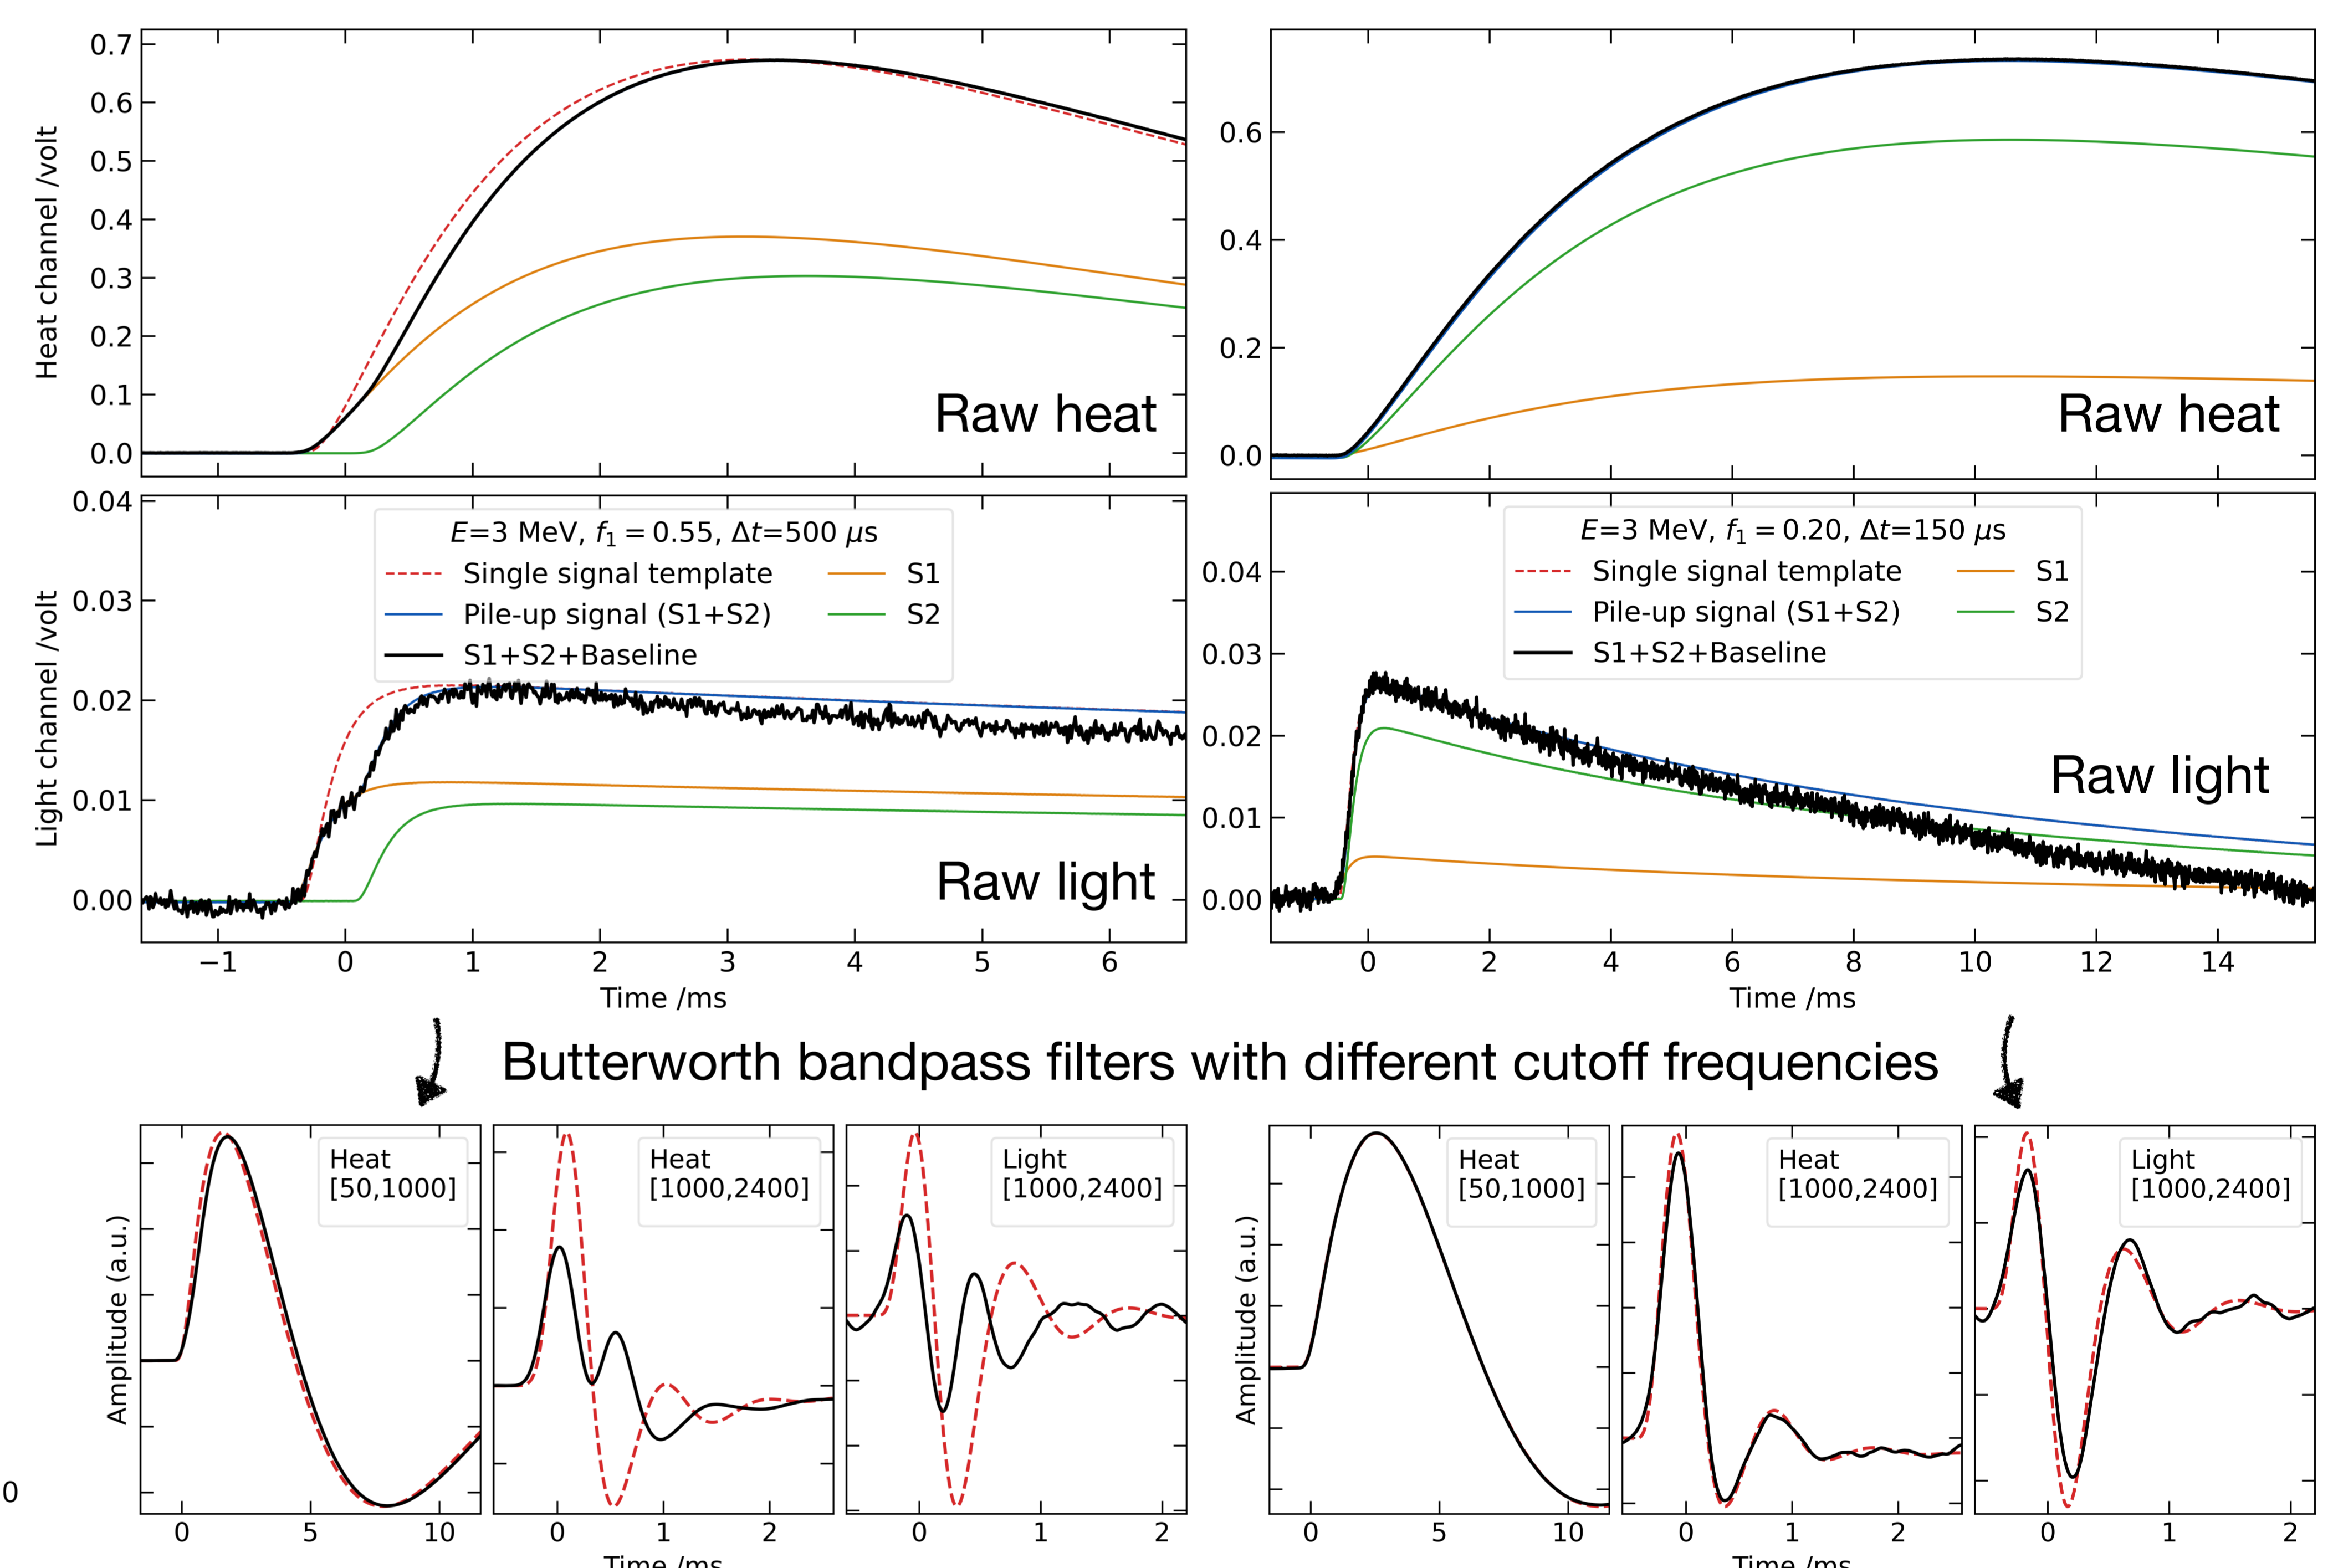 0.7
0.6
0.5
0.4
0.3
0.2
0.1
0.0
Heat channel /volt
Raw heat
0.6
0.4
0.2
0.0
Raw heat
0.04
0.03
0.02
0.01
0.00
Light channel /volt
E=3 MeV, f₁ = 0.55, Δt=500 μs
Single signal template S1
Pile-up signal (S1+S2) S2
S1+S2+Baseline
Raw light
−1 0 1 2 3 4 5 6
Time /ms
0.04
0.03
0.02
0.01
0.00
E=3 MeV, f₁ = 0.20, Δt=150 μs
Single signal template S1
Pile-up signal (S1+S2) S2
S1+S2+Baseline
Raw light
0 2 4 6 8 10 12 14
Time /ms
Butterworth bandpass filters with different cutoff frequencies
Amplitude (a.u.)
Heat
[50,1000]
0 5 10
Heat
[1000,2400]
0 1 2
Light
[1000,2400]
0 1 2
Time /ms
Amplitude (a.u.)
Heat
[50,1000]
0 5 10
Heat
[1000,2400]
0 1 2
Light
[1000,2400]
0 1 2
Time /ms
0